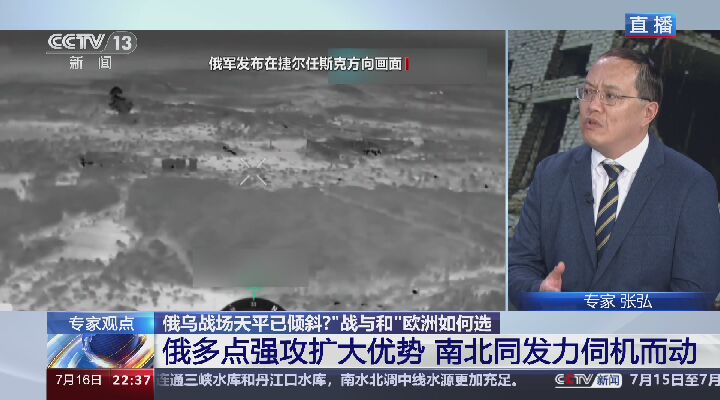 CCTV 13
新闻
直播
俄军发布在捷尔任斯克方向画面
专家 张弘
专家观点
俄乌战场天平已倾斜?"战与和"欧洲如何选
俄多点强攻扩大优势 南北同发力伺机而动
7月16日 22:37
连通三峡水库和丹江口水库，南水北调中线水源更加充足。 CCTV 新闻 7月15日至7月